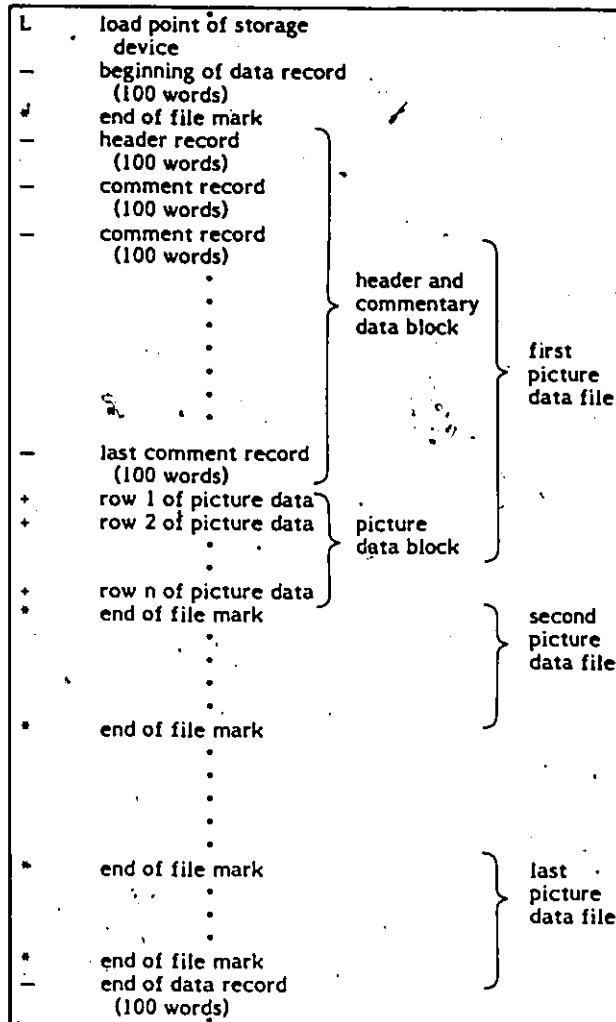 L load point of storage
device
— beginning of data record
(100 words)
* end of file mark
— header record
(100 words)
— comment record
(100 words)
— comment record
(100 words)
header and
commentary
data block
first
picture
data file
— last comment record
(100 words)
+ row 1 of picture data
+ row 2 of picture data
picture
data block
+ row n of picture data
* end of file mark
second
picture
data file
* end of file mark
* end of file mark
last
picture
data file
* end of file mark
— end of data record
(100 words)